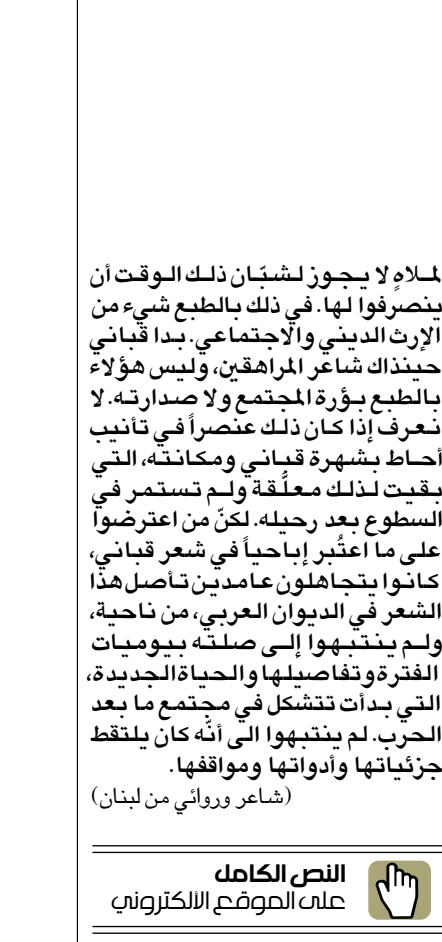 لملاهٍ لا يجوز لشبّان ذلك الوقت أن
ينصرفوا لها. في ذلك بالطبع شيء من
الإرث الديني والاجتماعي. بدا قباني
حينذاك شاعر المراهقين، وليس هؤلاء
بالطبع بؤرة المجتمع ولا صدارته. لا
نعرف إذا كان ذلك عنصراً في تأنيب
أحاط بشهرة قباني ومكانته، التي
بقيت لذلك معلَّقة ولم تستمر في
السطوع بعد رحيله. لكنّ من اعترضوا
على ما اعتُبر إباحياً في شعر قباني،
كانوا يتجاهلون عامدين تأصل هذا
الشعر في الديوان العربي، من ناحية،
ولم ينتبهوا إلى صلته بيوميات
الفترة وتفاصيلها والحياة الجديدة،
التي بدأت تتشكل في مجتمع ما بعد
الحرب. لم ينتبهوا الى أنّه كان يلتقط
جزئياتها وأدواتها ومواقفها.
(شاعر وروائي من لبنان)
النص الكامل
على الموقع الالكتروني